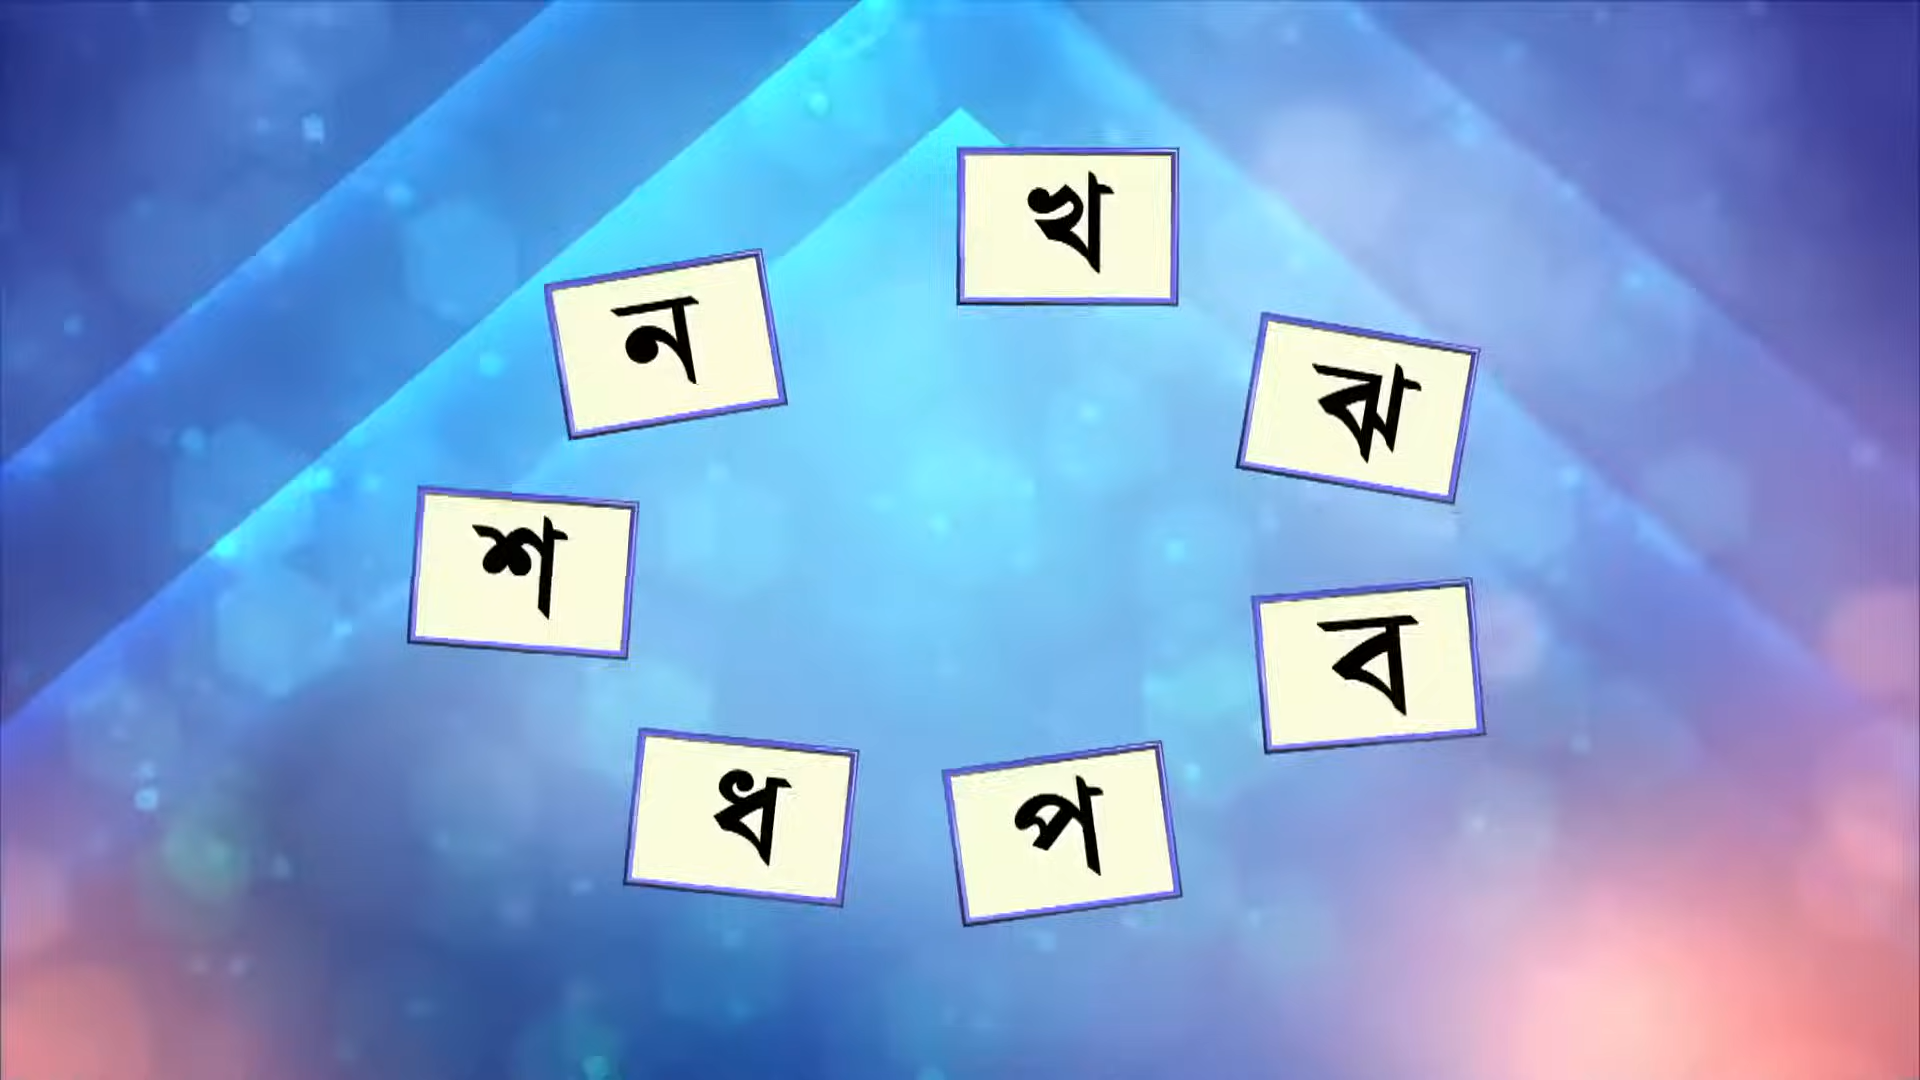 খ
ন
ঝ
শ
ব
ধ
প